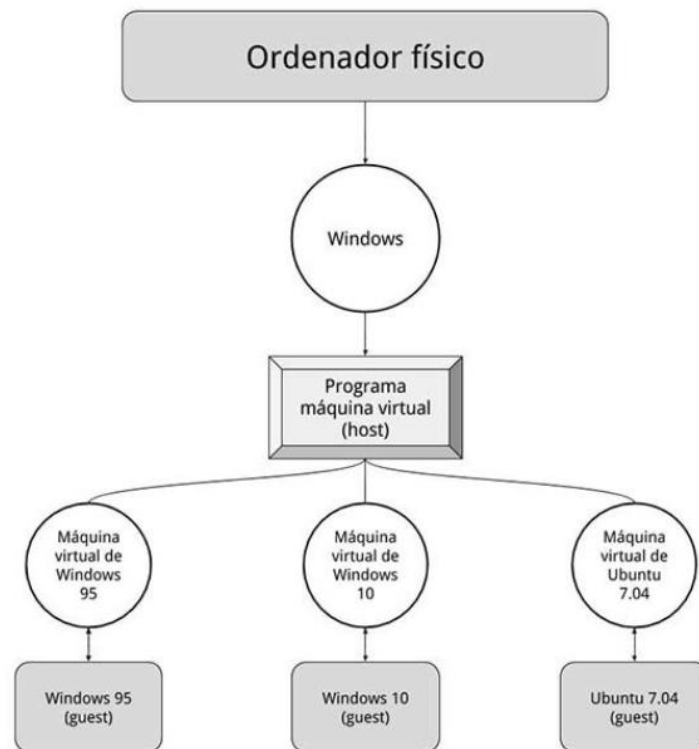 Ordenador físico
Windows
Programa
máquina virtual
(host)
Máquina
virtual de
Windows
95
Máquina
virtual de
Windows
10
Máquina
virtual de
Ubuntu
7.04
Windows 95
(guest)
Windows 10
(guest)
Ubuntu 7.04
(guest)